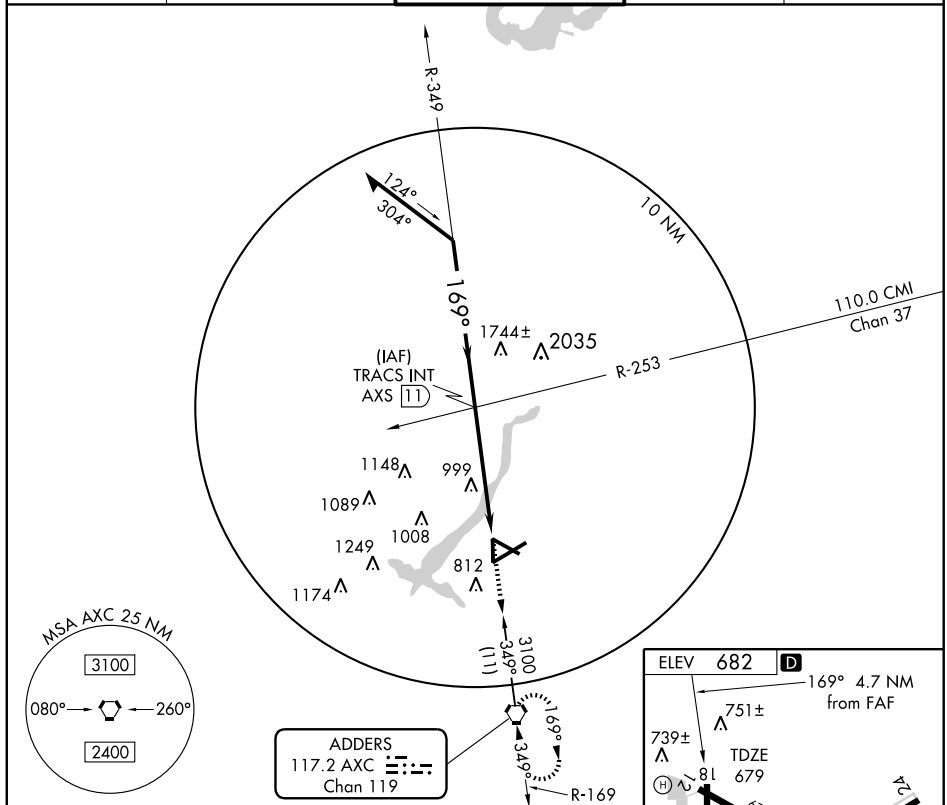 R-349
124°
304°
10 NM
169°
1744±
2035
110.0 CMI
Chan 37
(IAF)
TRACS INT
AXS 11
R-253
1148
999
1089
1008
1249
812
1174
3100
349°
(11)
MSA AXC 25 NM
3100
080°
260°
2400
ADDERS
117.2 AXC
Chan 119
169°
349°
R-169
ELEV 682 D
169° 4.7 NM
from FAF
751±
739±
TDZE
679
H
12
18
24